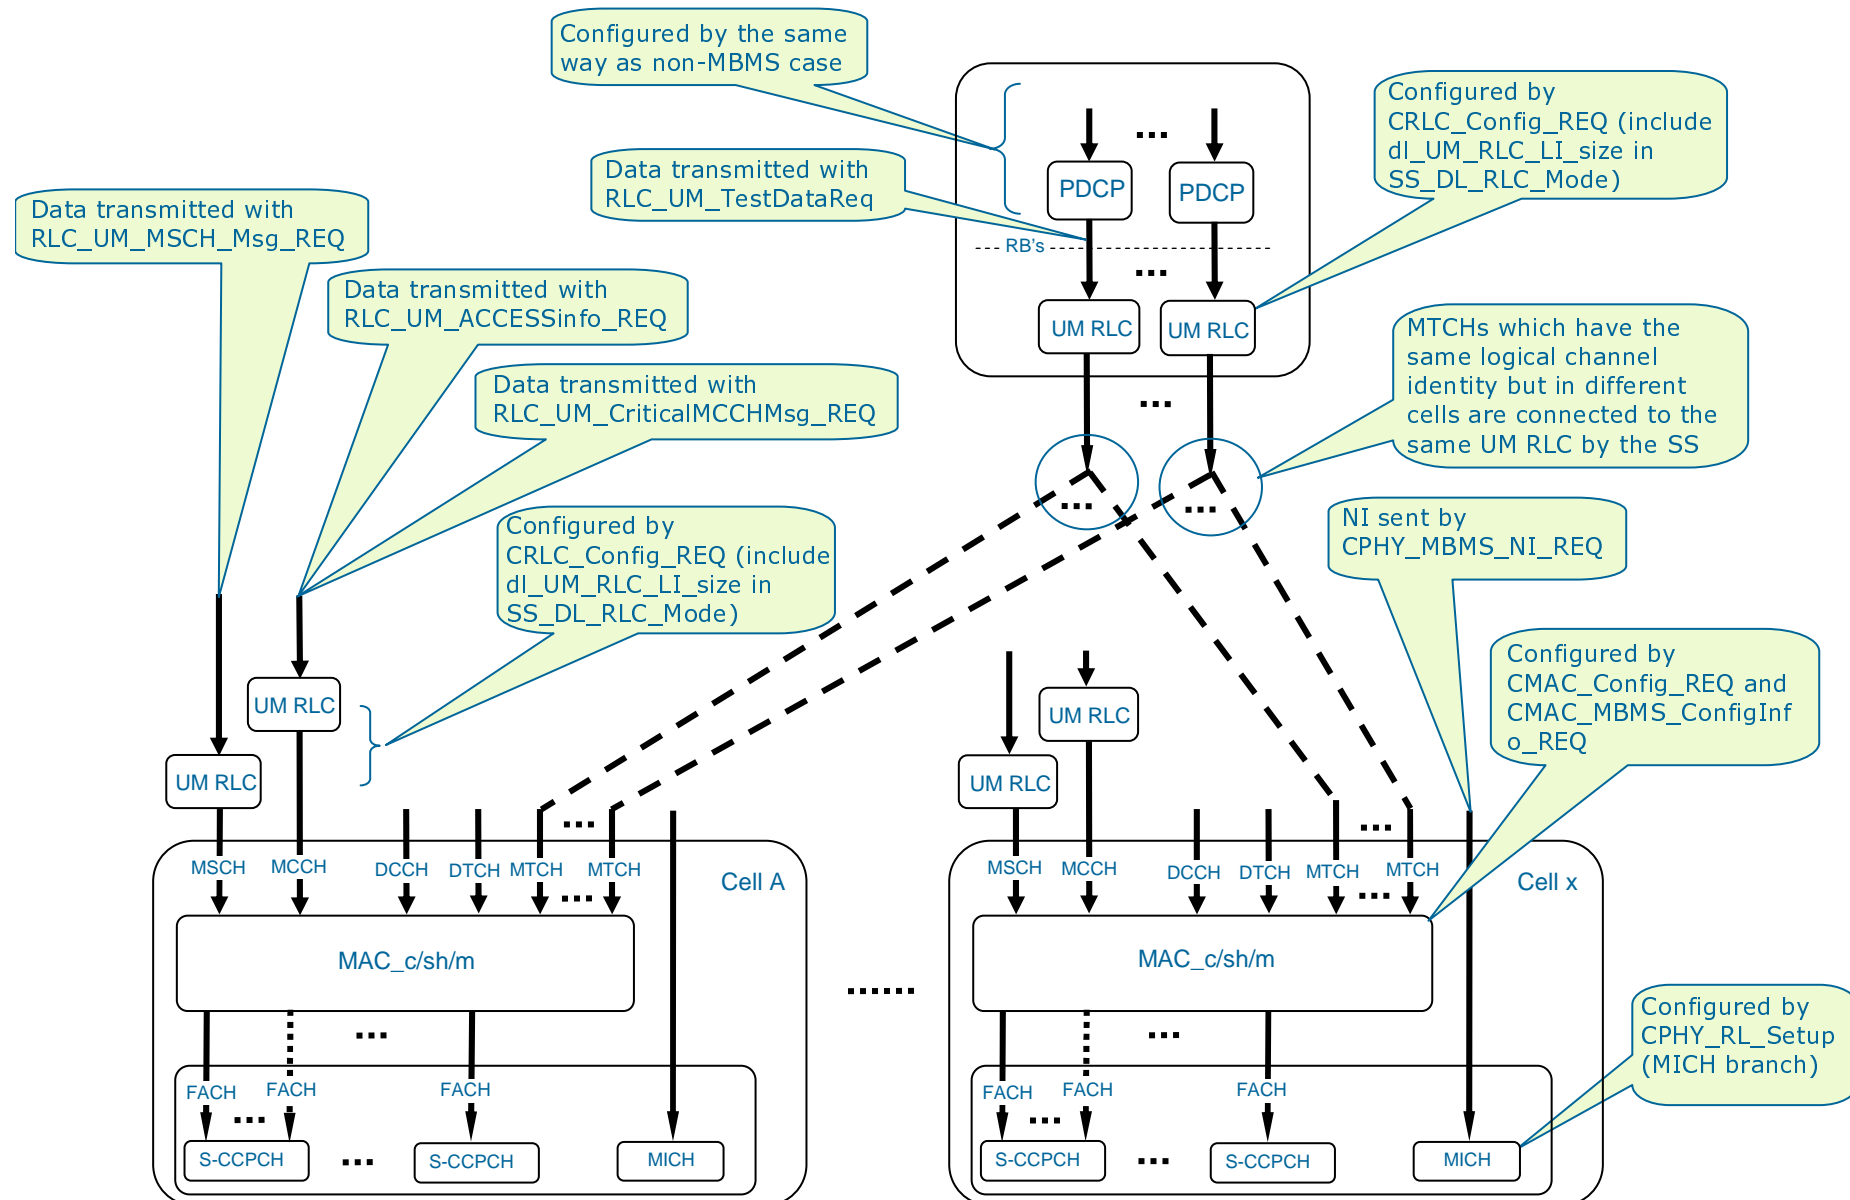 Configured by the same
way as non-MBMS case
Configured by
CRLC_Config_REQ (include
dl_UM_RLC_LI_size in
SS_DL_RLC_Mode)
Data transmitted with
RLC_UM_TestDataReq
PDCP
PDCP
Data transmitted with
RLC_UM_MSCH_Msg_REQ
RB's
Data transmitted with
RLC_UM_ACCESSinfo_REQ
UM RLC
UM RLC
MTCHs which have the
same logical channel
identity but in different
cells are connected to the
same UM RLC by the SS
Data transmitted with
RLC_UM_CriticalMCCHMsg_REQ
Configured by
CRLC_Config_REQ (include
dl_UM_RLC_LI_size in
SS_DL_RLC_Mode)
NI sent by
CPHY_MBMS_NI_REQ
Configured by
CMAC_Config_REQ and
CMAC_MBMS_ConfigInf
o_REQ
UM RLC
UM RLC
UM RLC
UM RLC
MSCH
MCCH
DCCH
DTCH
MTCH
MTCH
Cell A
MSCH
MCCH
DCCH
DTCH
MTCH
MTCH
Cell x
MAC_c/sh/m
MAC_c/sh/m
Configured by
CPHY_RL_Setup
(MICH branch)
FACH
FACH
FACH
FACH
FACH
FACH
S-CCPCH
S-CCPCH
MICH
S-CCPCH
S-CCPCH
MICH